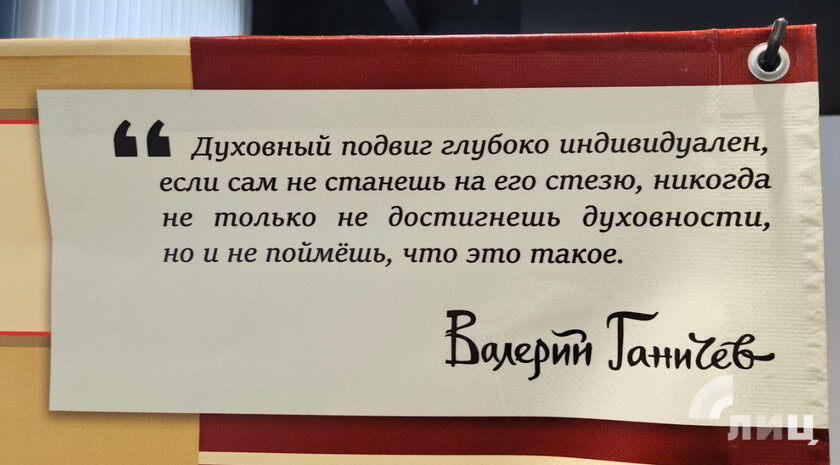 “ Духовный подвиг глубоко индивидуален,
если сам не станешь на его стезю, никогда
не только не достигнешь духовности,
но и не поймёшь, что это такое.
Валерий Ганичев
ЛИЦ